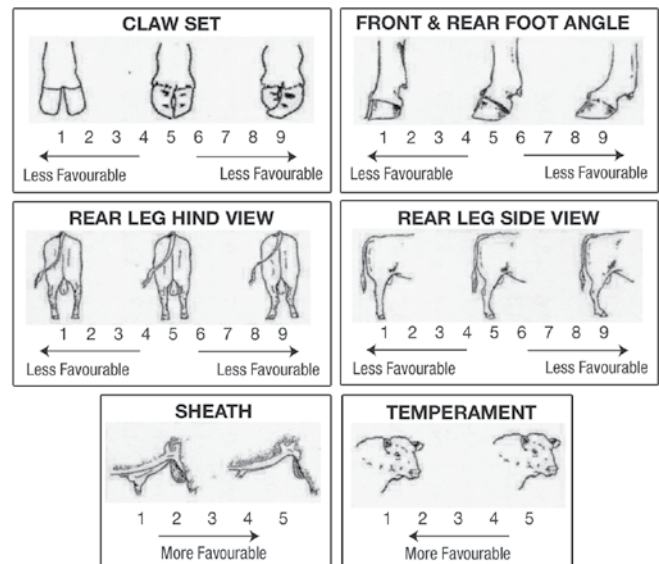 CLAW SET
1 2 3 4 5 6 7 8 9
Less Favourable Less Favourable
FRONT & REAR FOOT ANGLE
1 2 3 4 5 6 7 8 9
Less Favourable Less Favourable
REAR LEG HIND VIEW
1 2 3 4 5 6 7 8 9
Less Favourable Less Favourable
REAR LEG SIDE VIEW
1 2 3 4 5 6 7 8 9
Less Favourable Less Favourable
SHEATH
1 2 3 4 5
More Favourable
TEMPERAMENT
1 2 3 4 5
More Favourable